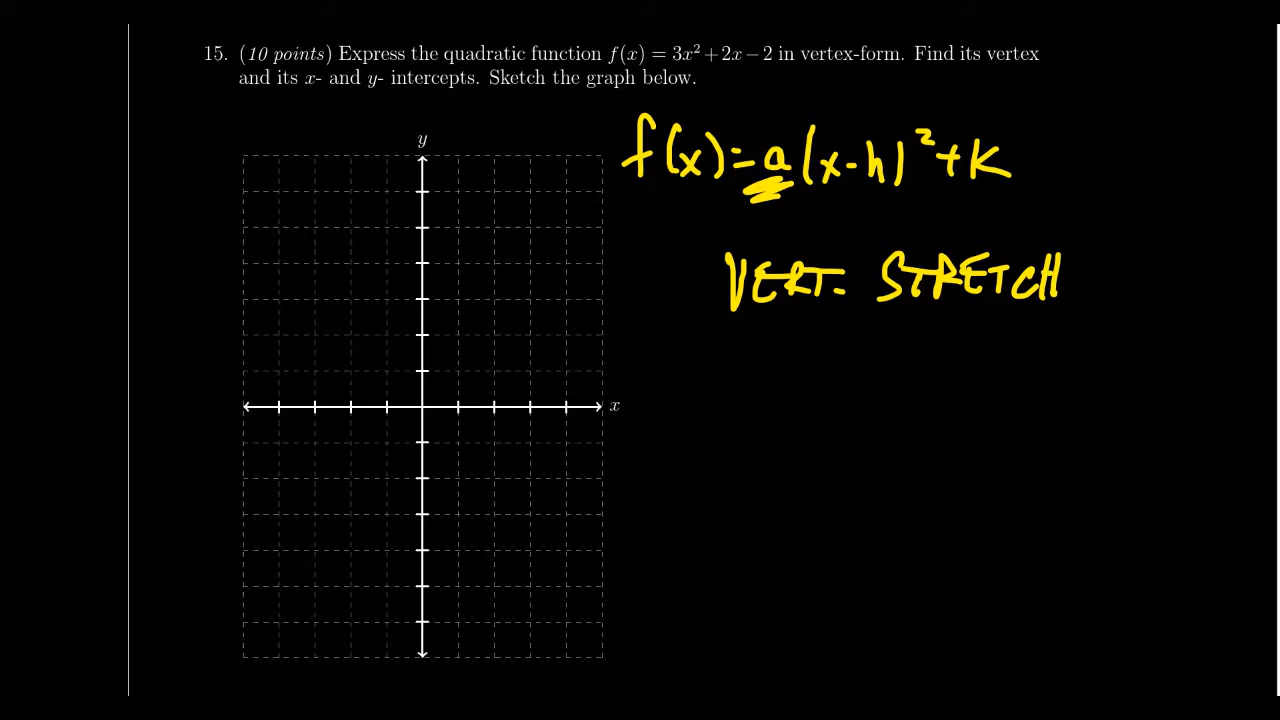 15. (10 points) Express the quadratic function f(x) = 3x² + 2x − 2 in vertex-form. Find its vertex
and its x- and y- intercepts. Sketch the graph below.
y
f(x) = a(x-h)² + K
VERT. STRETCH
x